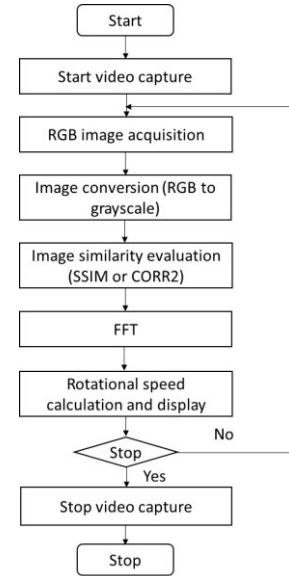 Start
Start video capture
RGB image acquisition
Image conversion (RGB to
grayscale)
Image similarity evaluation
(SSIM or CORR2)
FFT
Rotational speed
calculation and display
No
Stop
Yes
Stop video capture
Stop